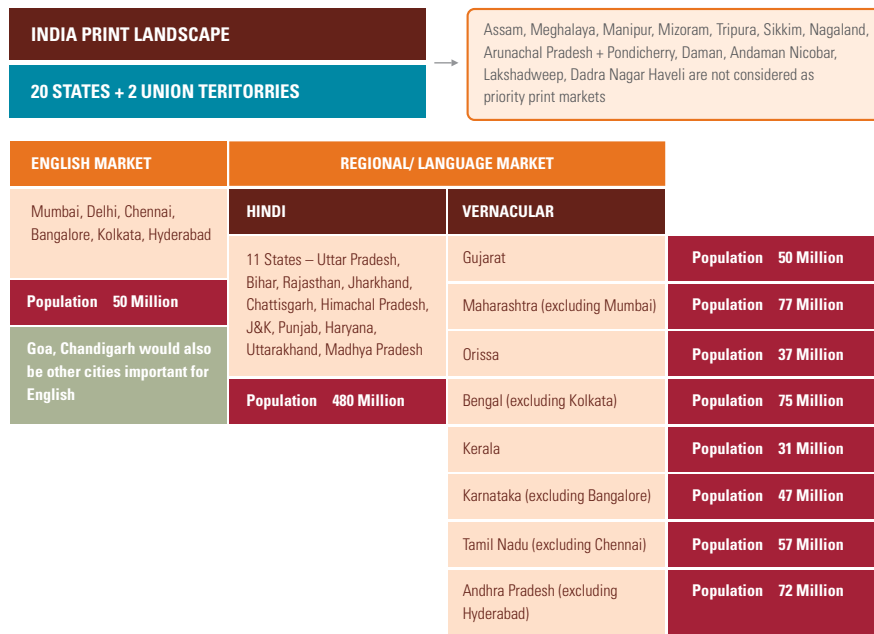 INDIA PRINT LANDSCAPE
20 STATES + 2 UNION TERITORRIES
Assam, Meghalaya, Manipur, Mizoram, Tripura, Sikkim, Nagaland,
Arunachal Pradesh + Pondicherry, Daman, Andaman Nicobar,
Lakshadweep, Dadra Nagar Haveli are not considered as
priority print markets
ENGLISH MARKET
Mumbai, Delhi, Chennai,
Bangalore, Kolkata, Hyderabad
Population 50 Million
Goa, Chandigarh would also
be other cities important for
English
REGIONAL/ LANGUAGE MARKET
HINDI
11 States – Uttar Pradesh,
Bihar, Rajasthan, Jharkhand,
Chattisgarh, Himachal Pradesh,
J&K, Punjab, Haryana,
Uttarakhand, Madhya Pradesh
Population 480 Million
VERNACULAR
Gujarat
Population 50 Million
Maharashtra (excluding Mumbai)
Population 77 Million
Orissa
Population 37 Million
Bengal (excluding Kolkata)
Population 75 Million
Kerala
Population 31 Million
Karnataka (excluding Bangalore)
Population 47 Million
Tamil Nadu (excluding Chennai)
Population 57 Million
Andhra Pradesh (excluding
Hyderabad)
Population 72 Million